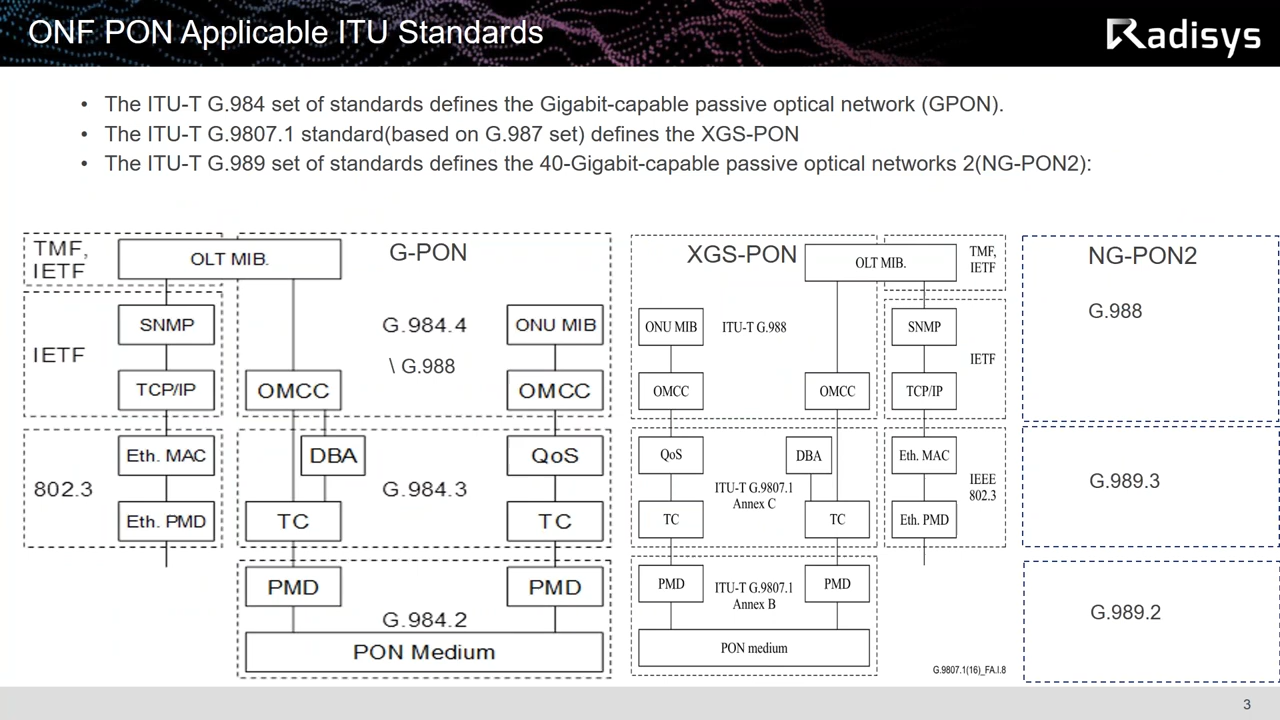 ONF PON Applicable ITU Standards
Radisys
• The ITU-T G.984 set of standards defines the Gigabit-capable passive optical network (GPON).
• The ITU-T G.9807.1 standard(based on G.987 set) defines the XGS-PON
• The ITU-T G.989 set of standards defines the 40-Gigabit-capable passive optical networks 2(NG-PON2):
TMF,
IETF
OLT MIB.
G-PON
IETF
SNMP
TCP/IP
G.984.4
\ G.988
ONU MIB
OMCC
OMCC
802.3
Eth. MAC
Eth. PMD
DBA
TC
G.984.3
QoS
TC
PMD
G.984.2
PMD
PON Medium
XGS-PON
OLT MIB.
TMF,
IETF
ONU MIB
ITU-T G.988
SNMP
IETF
OMCC
OMCC
TCP/IP
QoS
DBA
Eth. MAC
ITU-T G.9807.1
Annex C
IEEE
802.3
TC
TC
Eth. PMD
PMD
ITU-T G.9807.1
Annex B
PMD
PON medium
G.9807.1(16)_FA.I.8
NG-PON2
G.988
G.989.3
G.989.2
3